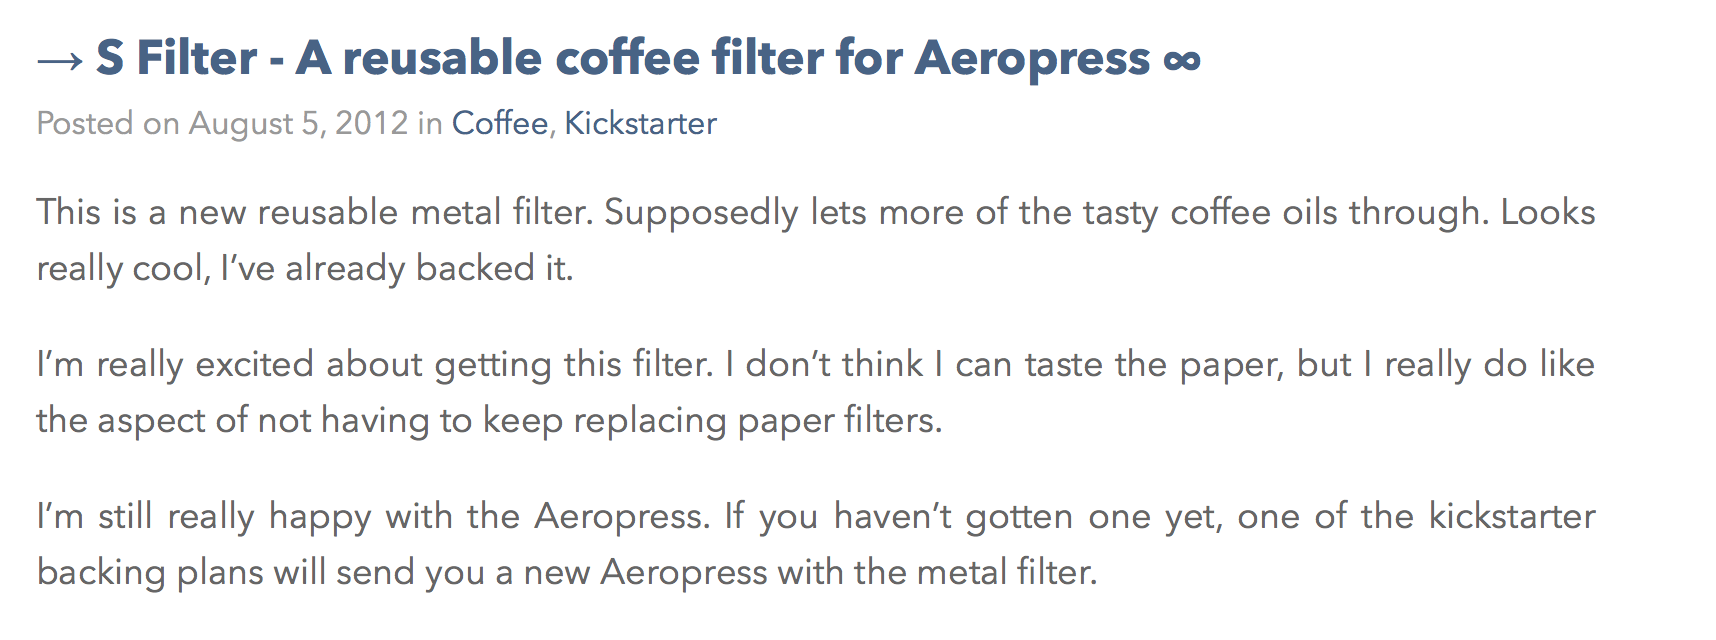 → S Filter - A reusable coffee filter for Aeropress ∞
Posted on August 5, 2012 in Coffee, Kickstarter
This is a new reusable metal filter. Supposedly lets more of the tasty coffee oils through. Looks
really cool, I’ve already backed it.
I’m really excited about getting this filter. I don’t think I can taste the paper, but I really do like
the aspect of not having to keep replacing paper filters.
I’m still really happy with the Aeropress. If you haven’t gotten one yet, one of the kickstarter
backing plans will send you a new Aeropress with the metal filter.